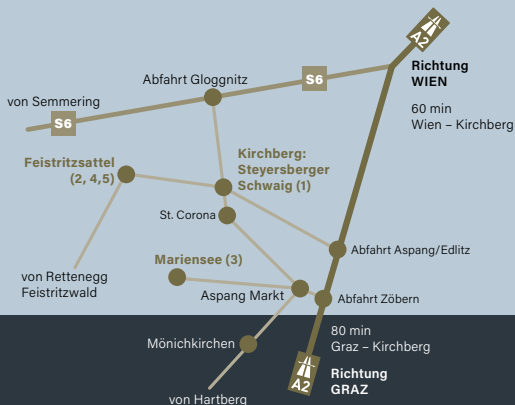 A2
Richtung
WIEN
Abfahrt Gloggnitz
S6
von Semmering
S6
60 min
Wien – Kirchberg
Feistritzsattel
(2, 4,5)
Kirchberg:
Steyersberger
Schwaig (1)
St. Corona
Mariensee (3)
Abfahrt Aspang/Edlitz
von Rettenegg
Feistritzwald
Aspang Markt
Abfahrt Zöbern
Mönichkirchen
80 min
Graz – Kirchberg
A2
Richtung
GRAZ
von Hartberg